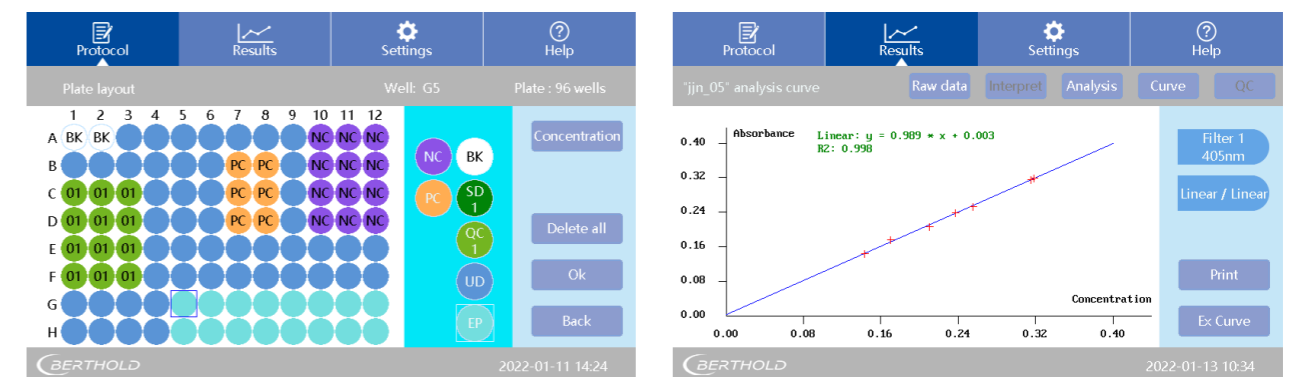 Protocol Results Settings Help
Plate layout Well: G5 Plate : 96 wells
1 2 3 4 5 6 7 8 9 10 11 12
A BK BK NC NC NC
B PC PC NC NC NC
C 01 01 01 PC PC NC NC NC
D 01 01 01 PC PC NC NC NC
E 01 01 01
F 01 01 01
G
H
NC BK
PC SD 1
QC 1
UD
EP
Concentration
Delete all
Ok
Back
BERTHOLD 2022-01-11 14:24
Protocol Results Settings Help
"jjn_05" analysis curve Raw data Interpret Analysis Curve QC
Absorbance
Linear: y = 0.989 * x + 0.003
R2: 0.998
0.40
0.32
0.24
0.16
0.08
0.00
0.00 0.08 0.16 0.24 0.32 0.40
Concentration
Filter 1
405nm
Linear / Linear
Print
Ex Curve
BERTHOLD 2022-01-13 10:34